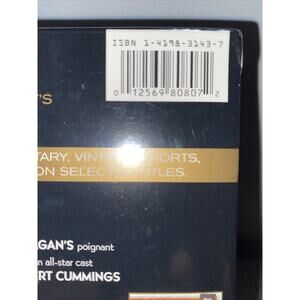 ISBN 1-4198-3143-7
0 12569 80807 2
'S
TARY, VINTAGE SHORTS,
ON SELECT TITLES.
GAN'S poignant
n all-star cast
ERT CUMMINGS